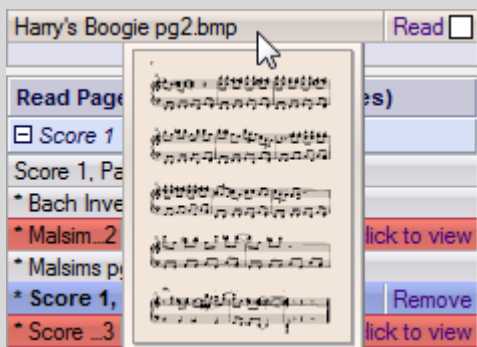 Harry's Boogie pg2.bmp Read
Read Page es)
Score 1
Score 1, Pa
* Bach Inve
* Malsim...2 lick to view
* Malsims pg
* Score 1, Remove
* Score ...3 lick to view